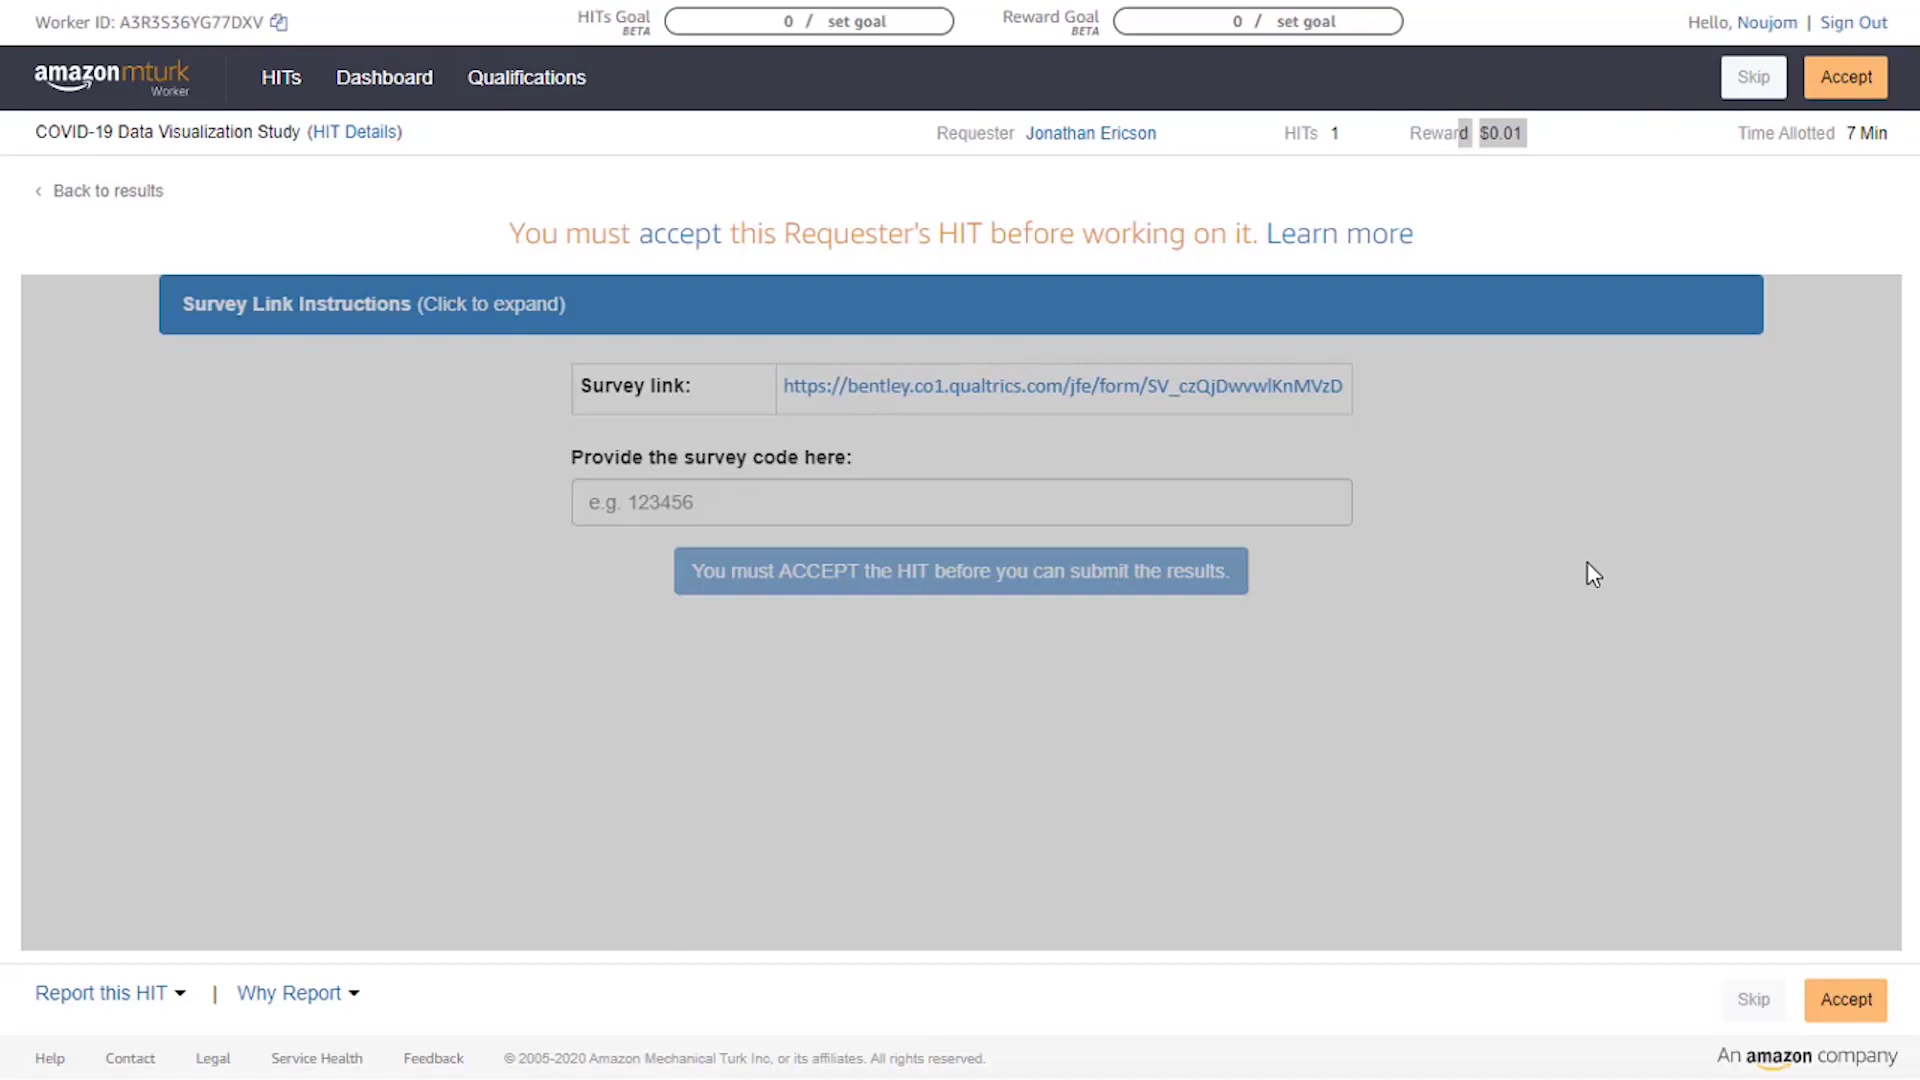 Worker ID: A3R3S36YG77DXV
HITs Goal BETA 0 / set goal
Reward Goal BETA 0 / set goal
Hello, Noujom | Sign Out
amazonmturk Worker
HITs Dashboard Qualifications
Skip Accept
COVID-19 Data Visualization Study (HIT Details)
Requester Jonathan Ericson
HITs 1
Reward $0.01
Time Allotted 7 Min
‹ Back to results
You must accept this Requester's HIT before working on it. Learn more
Survey Link Instructions (Click to expand)
Survey link: https://bentley.co1.qualtrics.com/jfe/form/SV_czQjDwvwlKnMVzD
Provide the survey code here:
e.g. 123456
You must ACCEPT the HIT before you can submit the results.
Report this HIT | Why Report
Skip Accept
Help Contact Legal Service Health Feedback © 2005-2020 Amazon Mechanical Turk Inc, or its affiliates. All rights reserved.
An amazon company